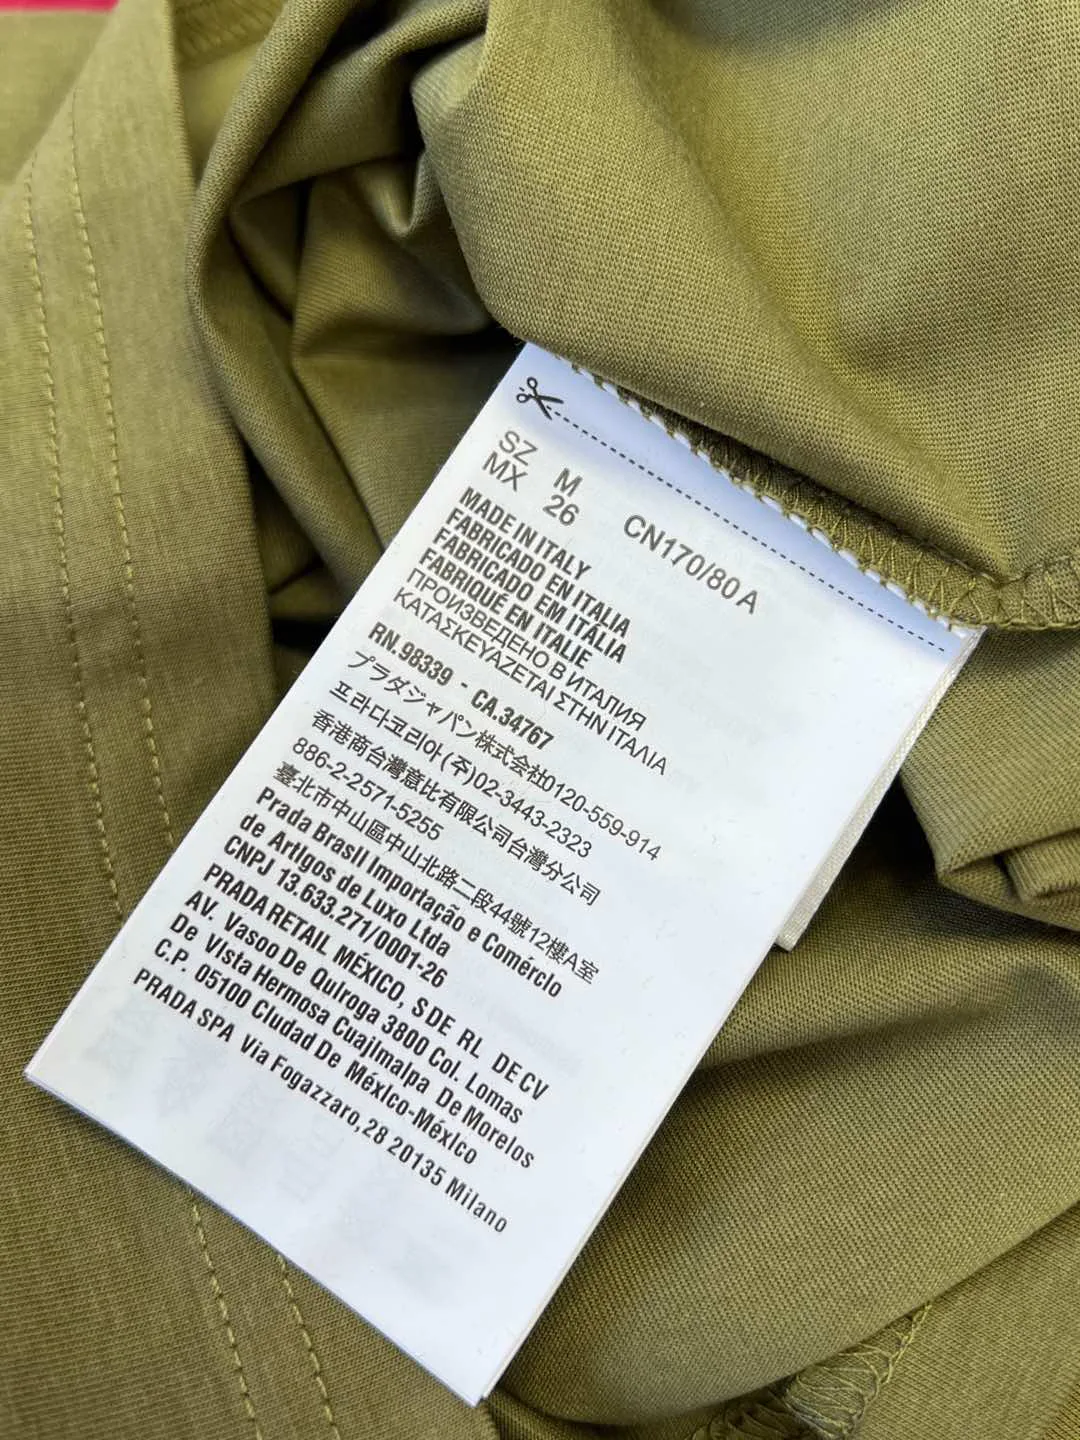 SZ M CN170/80A
MX 26
MADE IN ITALY
FABRICADO EN ITALIA
FABRICADO EM ITÁLIA
FABRIQUÉ EN ITALIE
ПРОИЗВЕДЕНО В ИТАЛИЯ
ΚΑΤΑΣΚΕΥΑΖΕΤΑΙ ΣΤΗΝ ΙΤΑΛΙΑ
RN.98339 - CA.34767
プラダジャパン株式会社0120-559-914
프라다코리아(주)02-3443-2323
香港商台灣意比有限公司台灣分公司
886-2-2571-5255
臺北市中山區中山北路二段44號12樓A室
Prada Brasil Importação e Comércio
de Artigos de Luxo Ltda
CNPJ 13.633.271/0001-26
PRADA RETAIL MÉXICO, S DE RL DE CV
AV. Vasoo De Quiroga 3800 Col. Lomas
De Vista Hermosa Cuajimalpa De Morelos
C.P. 05100 Ciudad De México-México
PRADA SPA Via Fogazzaro,28 20135 Milano